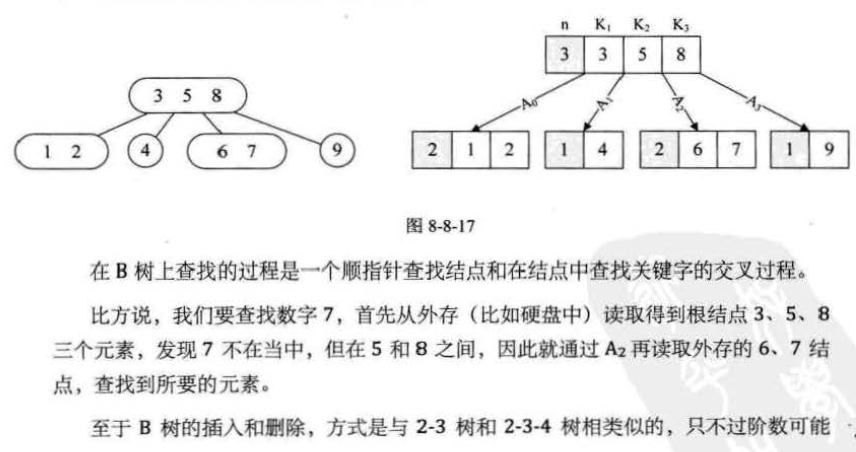 n K₁ K₂ K₃
3 3 5 8
3 5 8
A₀ A₁ A₂ A₃
1 2 4 6 7 9
2 1 2 1 4 2 6 7 1 9
图 8-8-17
在 B 树上查找的过程是一个顺指针查找结点和在结点中查找关键字的交叉过程。
比方说，我们要查找数字 7，首先从外存（比如硬盘中）读取得到根结点 3、5、8
三个元素，发现 7 不在当中，但在 5 和 8 之间，因此就通过 A₂ 再读取外存的 6、7 结
点，查找到所要的元素。
至于 B 树的插入和删除，方式是与 2-3 树和 2-3-4 树相类似的，只不过阶数可能